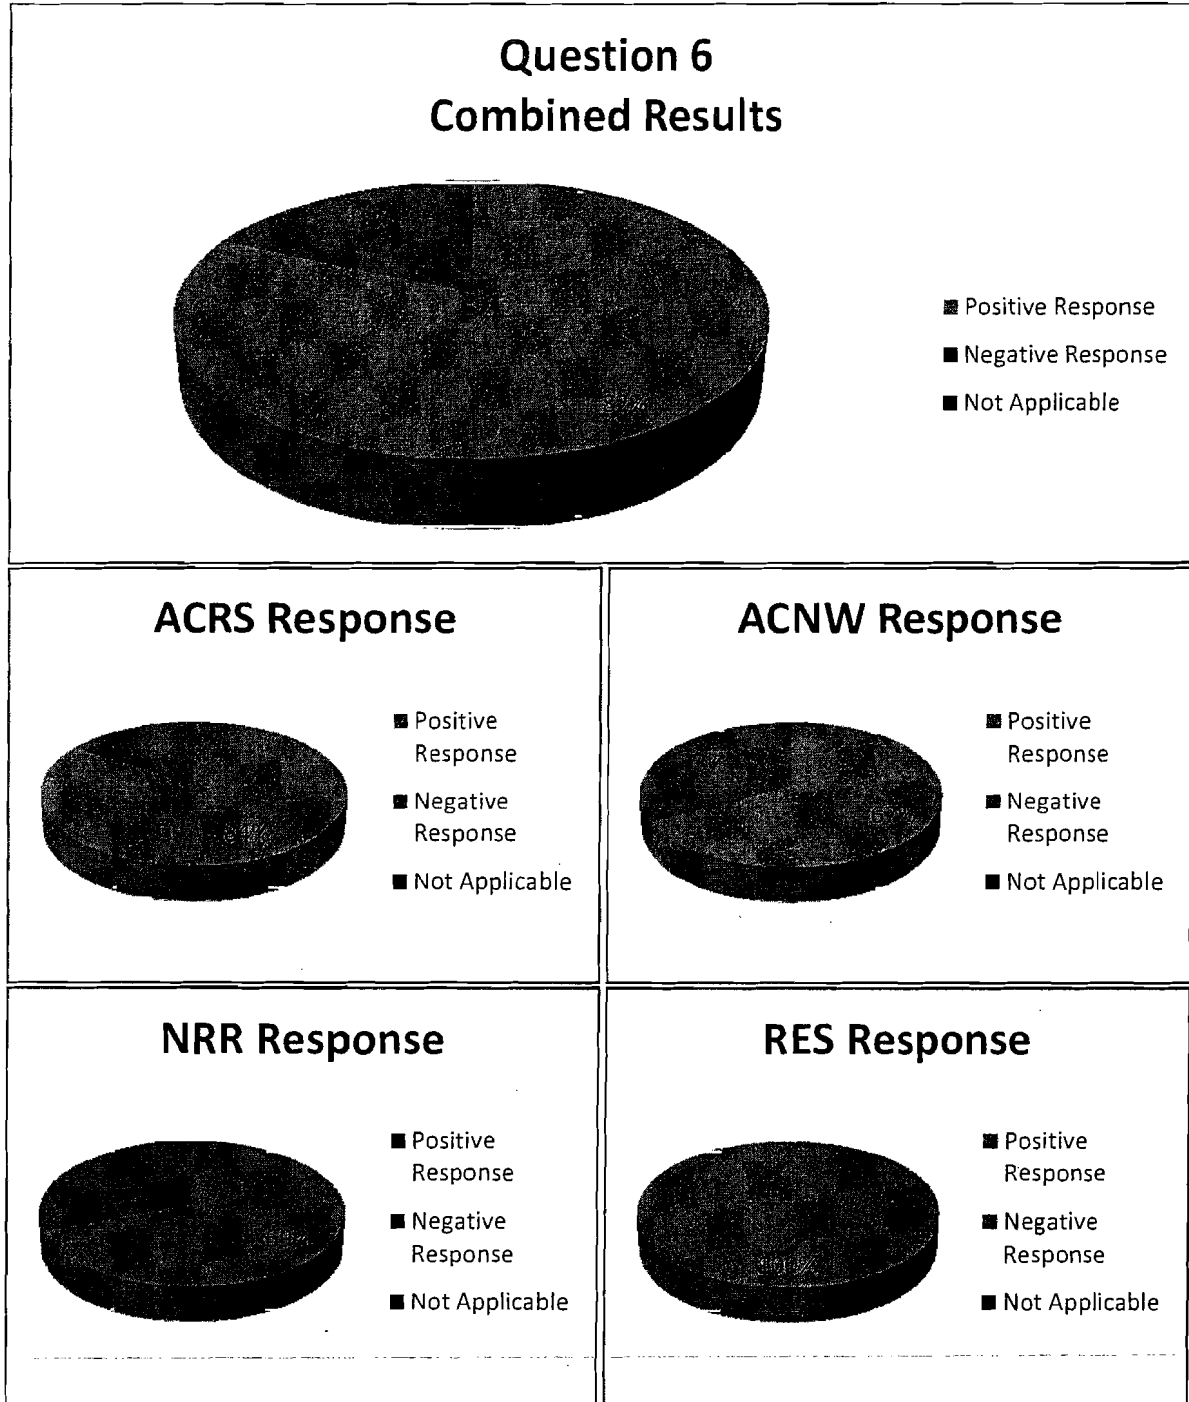 Question 6
Combined Results
Positive Response
Negative Response
Not Applicable
ACRS Response
Positive
Response
Negative
Response
Not Applicable
ACNW Response
Positive
Response
Negative
Response
Not Applicable
NRR Response
Positive
Response
Negative
Response
Not Applicable
RES Response
Positive
Response
Negative
Response
Not Applicable